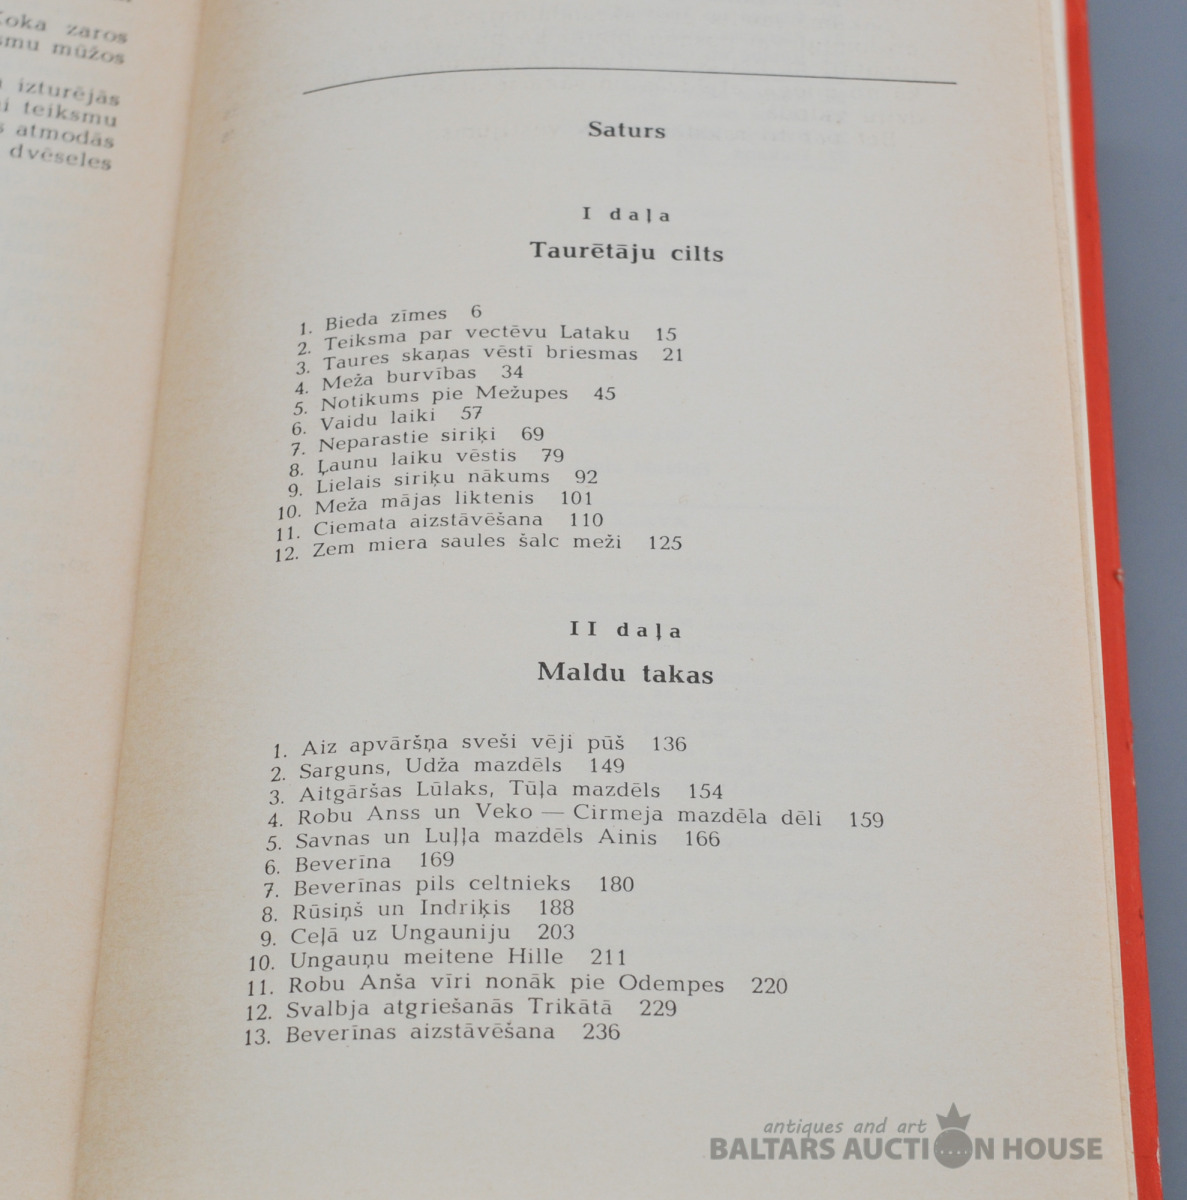 zaros
mūžos
izturējās
teiksmu
atmodās
dvēseles
Saturs
I daļa
Taurētāju cilts
1. Bieda zīmes 6
2. Teiksma par vectēvu Lataku 15
3. Taures skaņas vēstī briesmas 21
4. Meža burvības 34
5. Notikums pie Mežupes 45
6. Vaidu laiki 57
7. Neparastie siriķi 69
8. Ļaunu laiku vēstis 79
9. Lielais siriķu nākums 92
10. Meža mājas liktenis 101
11. Ciemata aizstāvēšana 110
12. Zem miera saules šalc meži 125
II daļa
Maldu takas
1. Aiz apvāršņa sveši vēji pūš 136
2. Sarguns, Udža mazdēls 149
3. Aitgāršas Lūlaks, Tūļa mazdēls 154
4. Robu Anss un Veko — Cirmeja mazdēla dēli 159
5. Savnas un Luļļa mazdēls Ainis 166
6. Beverīna 169
7. Beverīnas pils celtnieks 180
8. Rūsiņš un Indriķis 188
9. Ceļā uz Ungauniju 203
10. Ungauņu meitene Hille 211
11. Robu Anša vīri nonāk pie Odempes 220
12. Svalbja atgriešanās Trikātā 229
13. Beverīnas aizstāvēšana 236
antiques and art
BALTARS AUCTION HOUSE